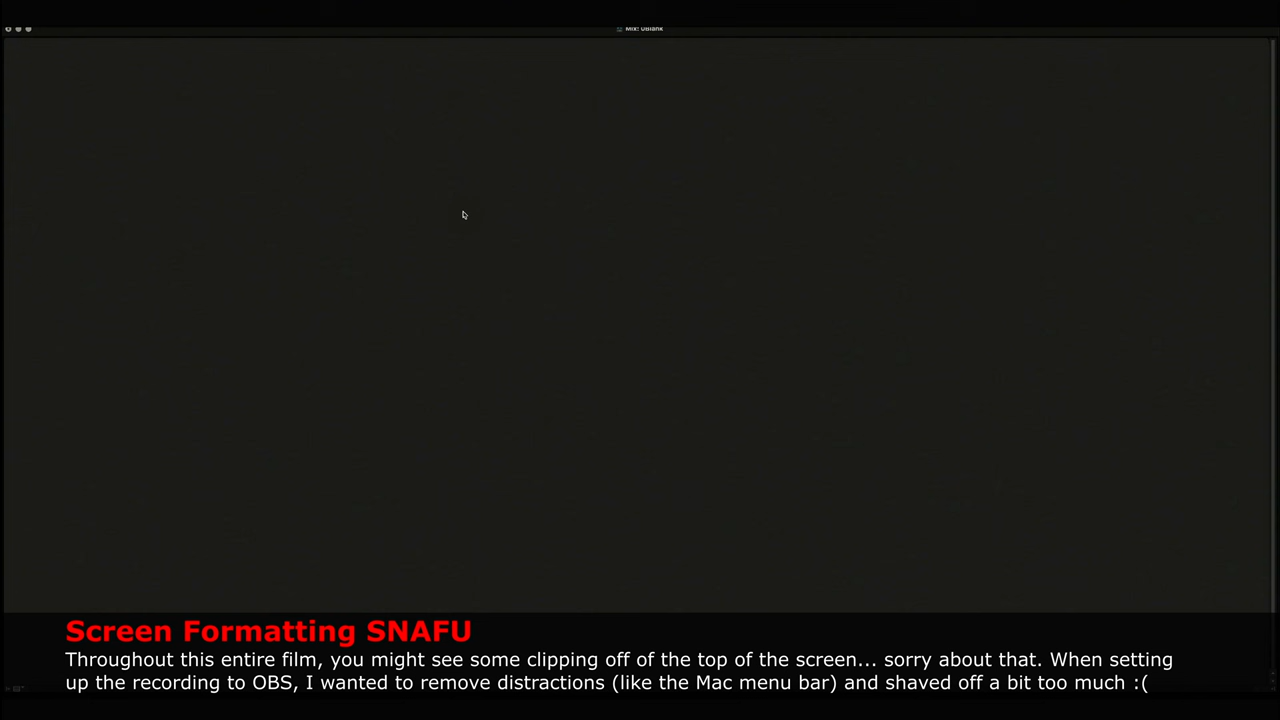 Mix: UBlank
Screen Formatting SNAFU
Throughout this entire film, you might see some clipping off of the top of the screen... sorry about that. When setting
up the recording to OBS, I wanted to remove distractions (like the Mac menu bar) and shaved off a bit too much :(